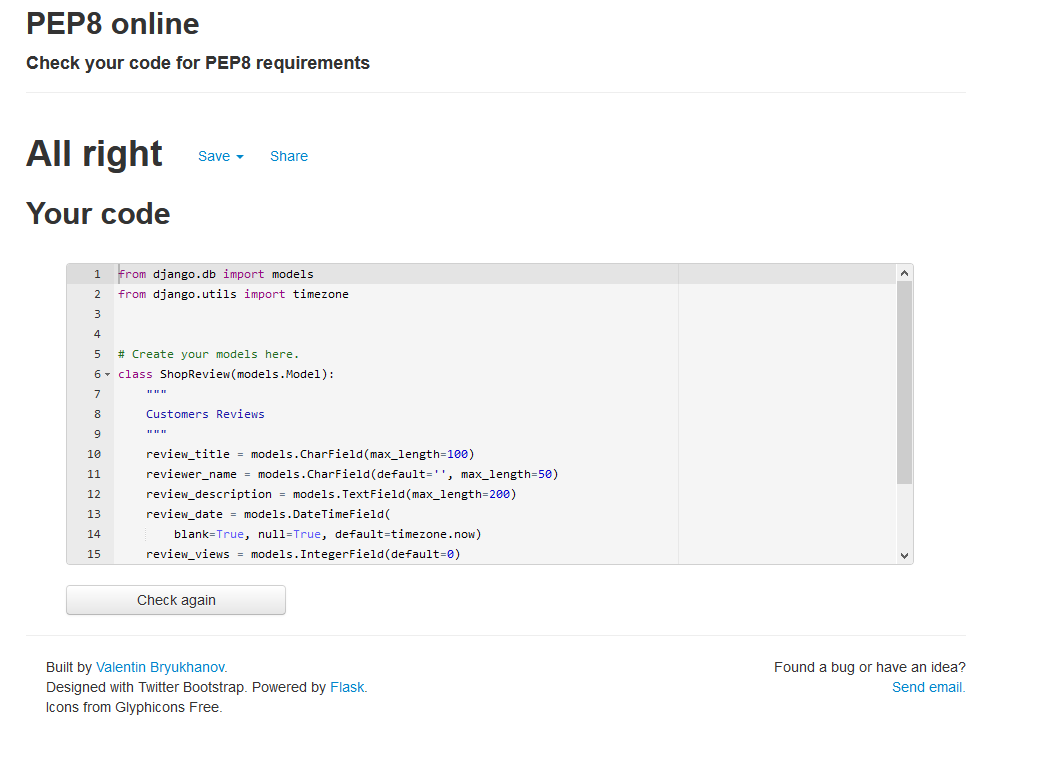 PEP8 online
Check your code for PEP8 requirements
All right Save Share
Your code
1 from django.db import models
2 from django.utils import timezone
3
4
5 # Create your models here.
6 class ShopReview(models.Model):
7 """
8 Customers Reviews
9 """
10 review_title = models.CharField(max_length=100)
11 reviewer_name = models.CharField(default='', max_length=50)
12 review_description = models.TextField(max_length=200)
13 review_date = models.DateTimeField(
14 blank=True, null=True, default=timezone.now)
15 review_views = models.IntegerField(default=0)
Check again
Built by Valentin Bryukhanov. Found a bug or have an idea?
Designed with Twitter Bootstrap. Powered by Flask. Send email.
Icons from Glyphicons Free.